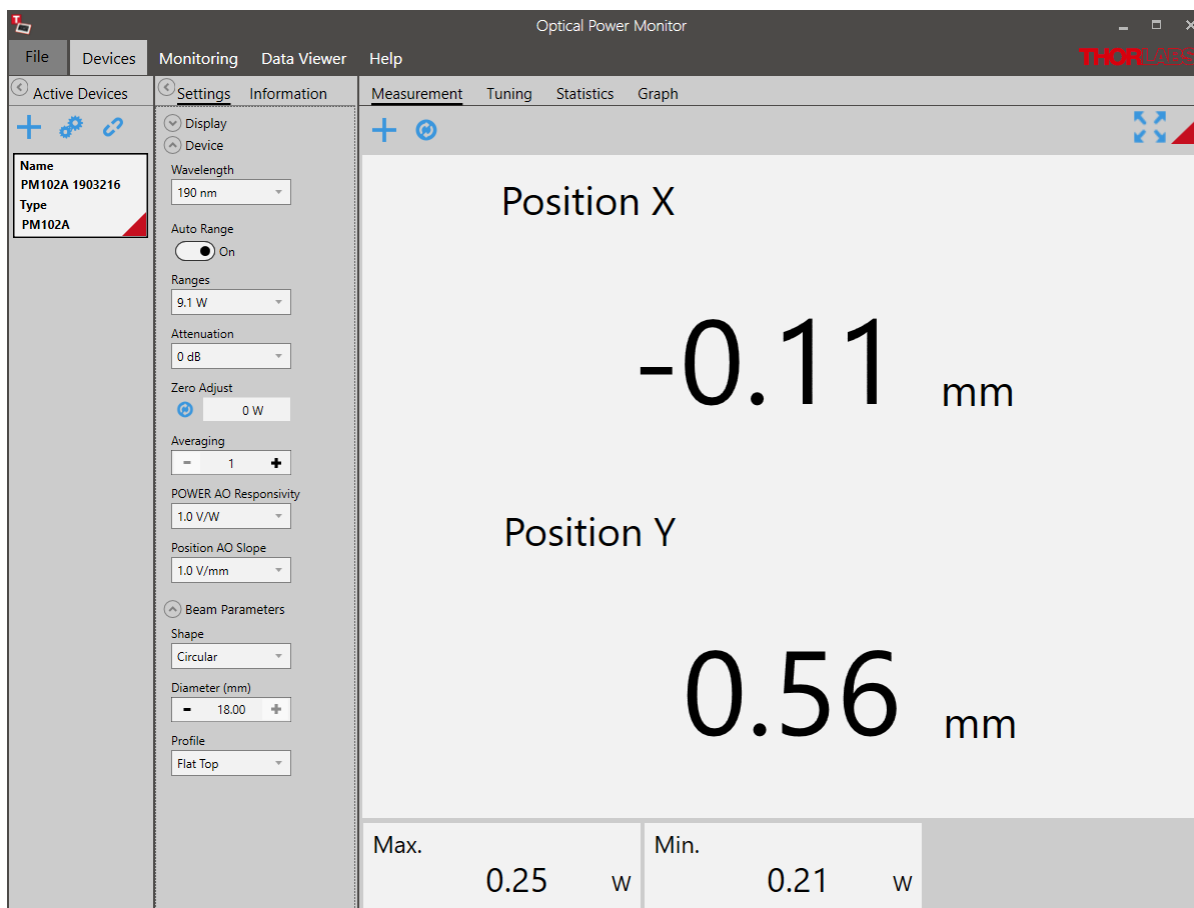 Optical Power Monitor
File Devices Monitoring Data Viewer Help
THORLABS
Active Devices
Name
PM102A 1903216
Type
PM102A
Settings Information
Display
Device
Wavelength
190 nm
Auto Range
On
Ranges
9.1 W
Attenuation
0 dB
Zero Adjust
0 W
Averaging
- 1 +
POWER AO Responsivity
1.0 V/W
Position AO Slope
1.0 V/mm
Beam Parameters
Shape
Circular
Diameter (mm)
- 18.00 +
Profile
Flat Top
Measurement Tuning Statistics Graph
Position X
-0.11 mm
Position Y
0.56 mm
Max.
0.25 W
Min.
0.21 W